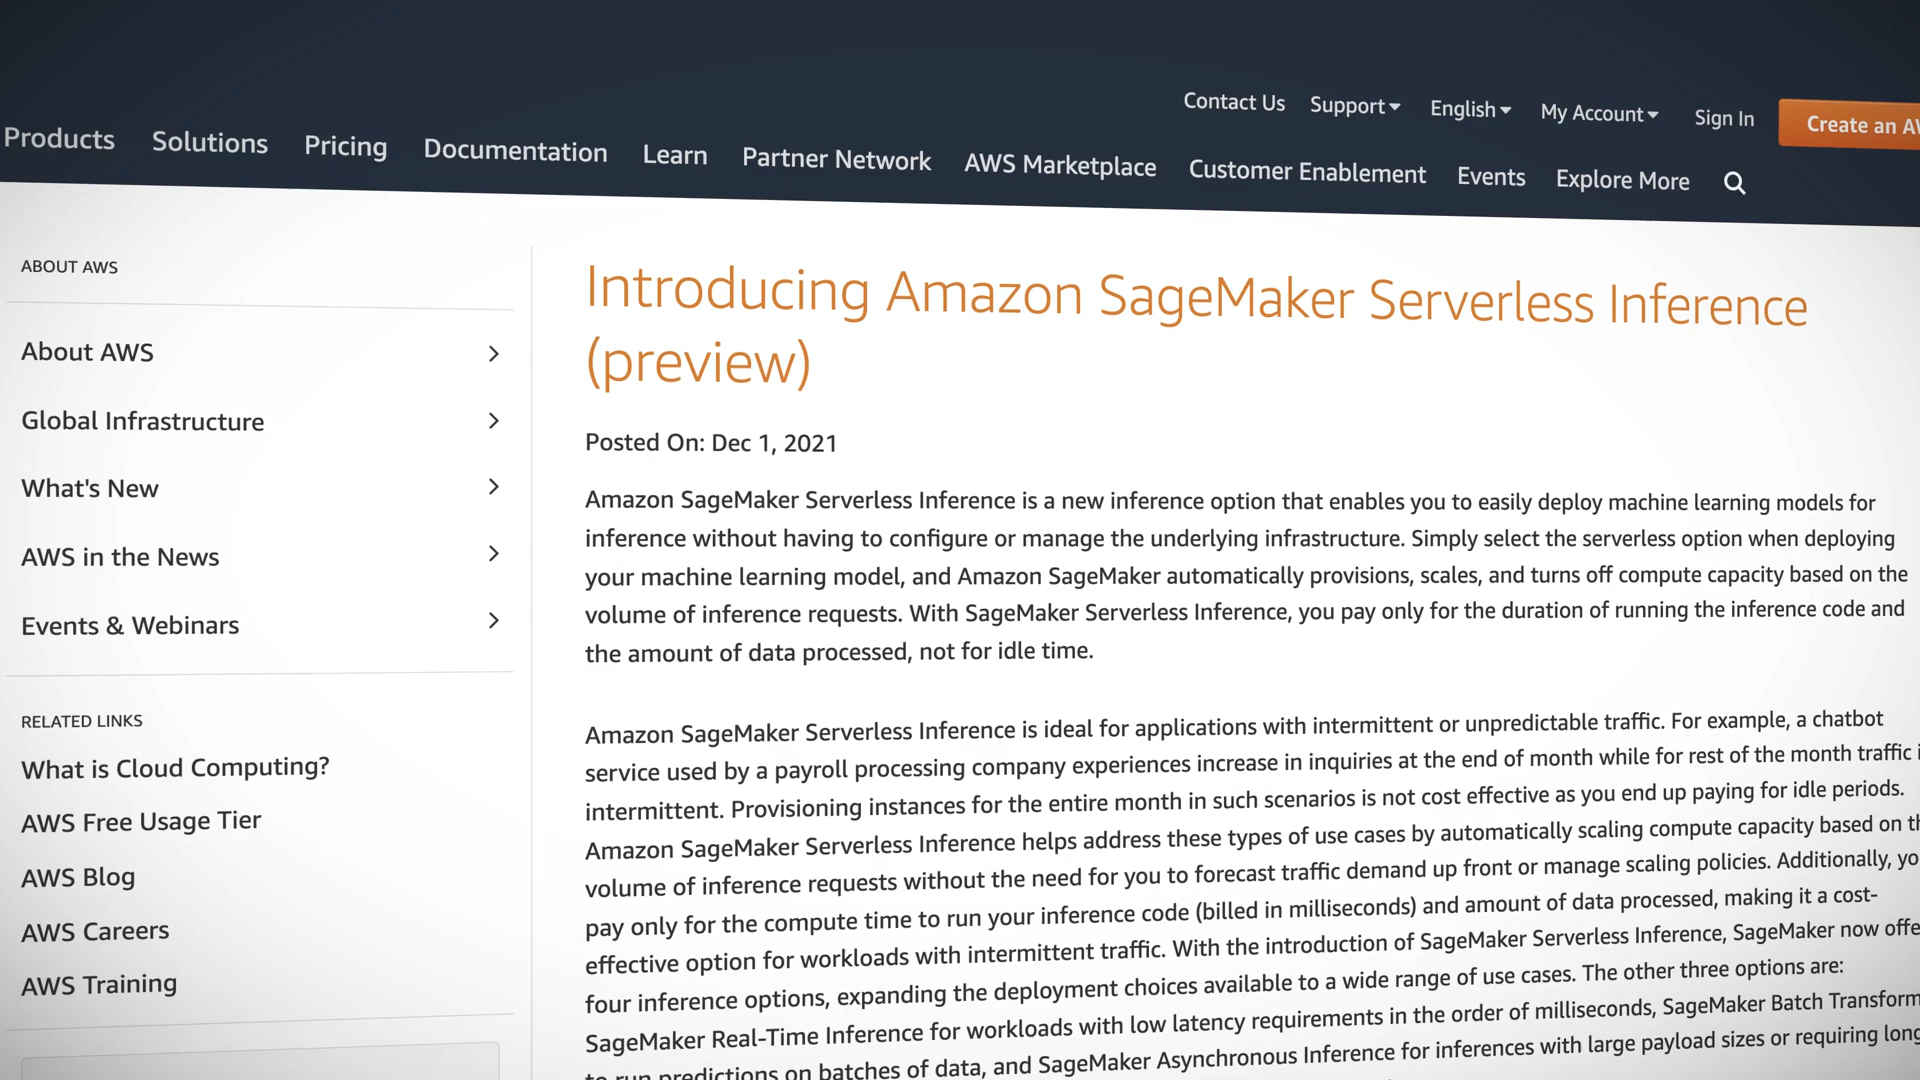 Contact Us Support English My Account Sign In Create an
Products Solutions Pricing Documentation Learn Partner Network AWS Marketplace Customer Enablement Events Explore More
ABOUT AWS
About AWS
Global Infrastructure
What's New
AWS in the News
Events & Webinars
RELATED LINKS
What is Cloud Computing?
AWS Free Usage Tier
AWS Blog
AWS Careers
AWS Training
Introducing Amazon SageMaker Serverless Inference
(preview)
Posted On: Dec 1, 2021
Amazon SageMaker Serverless Inference is a new inference option that enables you to easily deploy machine learning models for
inference without having to configure or manage the underlying infrastructure. Simply select the serverless option when deploying
your machine learning model, and Amazon SageMaker automatically provisions, scales, and turns off compute capacity based on the
volume of inference requests. With SageMaker Serverless Inference, you pay only for the duration of running the inference code and
the amount of data processed, not for idle time.
Amazon SageMaker Serverless Inference is ideal for applications with intermittent or unpredictable traffic. For example, a chatbot
service used by a payroll processing company experiences increase in inquiries at the end of month while for rest of the month traffic
intermittent. Provisioning instances for the entire month in such scenarios is not cost effective as you end up paying for idle periods.
Amazon SageMaker Serverless Inference helps address these types of use cases by automatically scaling compute capacity based on
volume of inference requests without the need for you to forecast traffic demand up front or manage scaling policies. Additionally,
pay only for the compute time to run your inference code (billed in milliseconds) and amount of data processed, making it a cost-
effective option for workloads with intermittent traffic. With the introduction of SageMaker Serverless Inference, SageMaker now
four inference options, expanding the deployment choices available to a wide range of use cases. The other three options are:
SageMaker Real-Time Inference for workloads with low latency requirements in the order of milliseconds, SageMaker Batch Transform
to run predictions on batches of data, and SageMaker Asynchronous Inference for inferences with large payload sizes or requiring